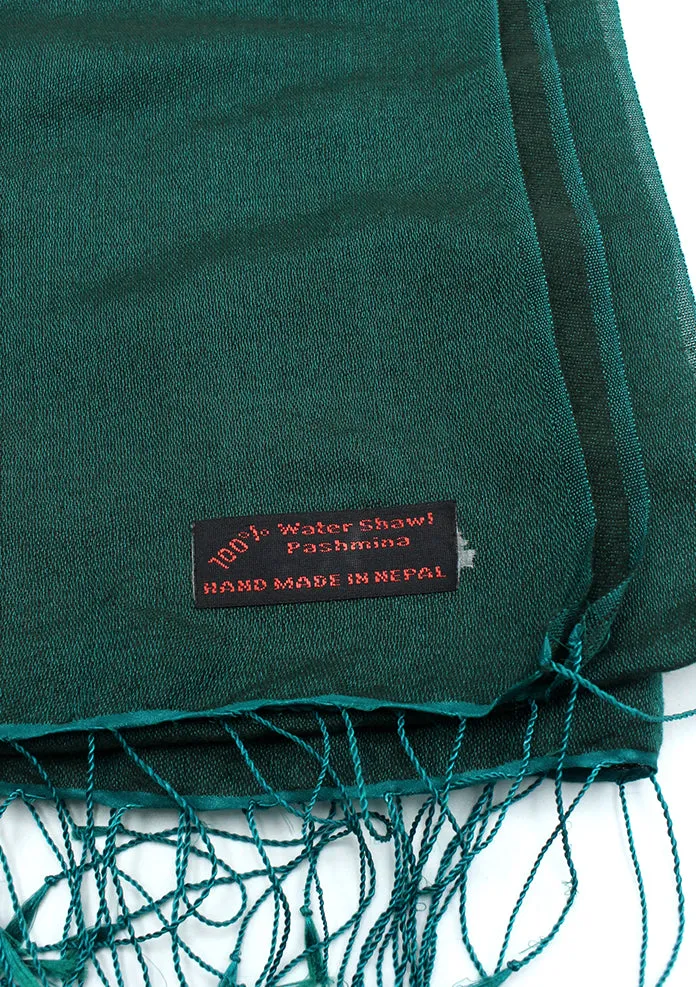 100% Water Shawl
Pashmina
HAND MADE IN NEPAL